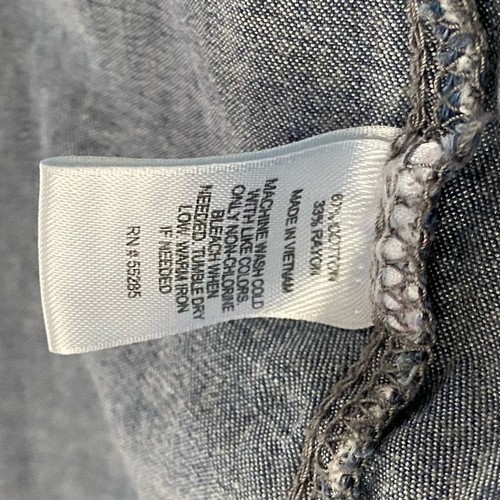 67% COTTON
33% RAYON
MADE IN VIETNAM
MACHINE WASH COLD
WITH LIKE COLORS.
ONLY NON-CHLORINE
BLEACH WHEN
NEEDED. TUMBLE DRY
LOW. WARM IRON
IF NEEDED
RN # 55285